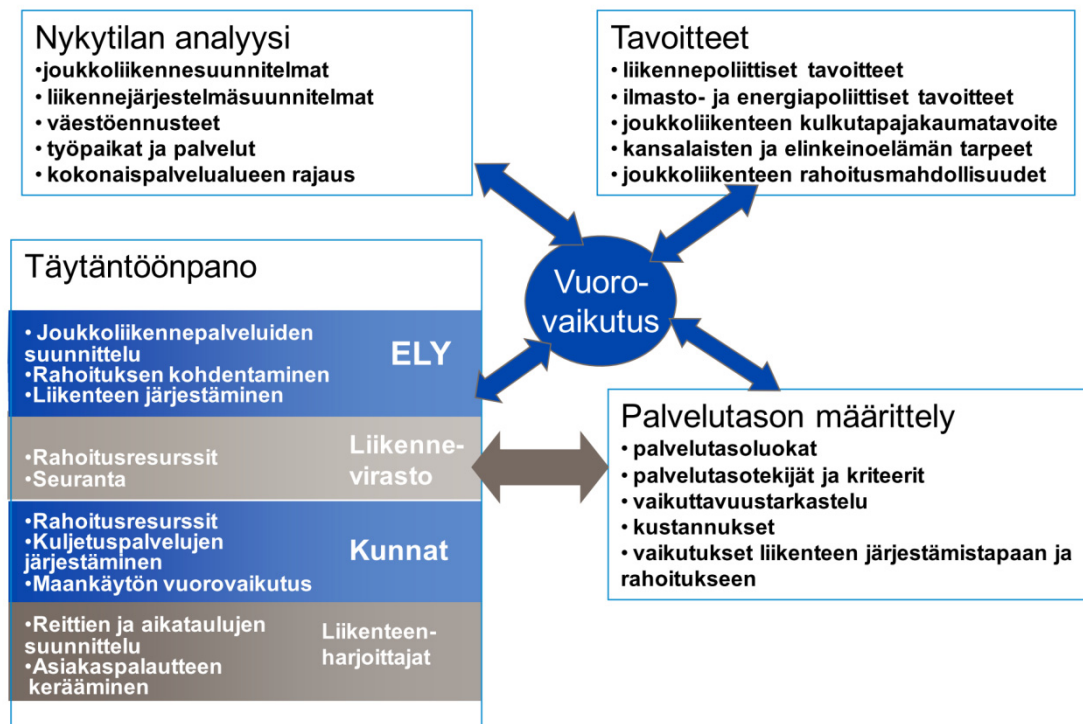 Nykytilan analyysi
•joukkoliikennesuunnitelmat
•liikennejärjestelmäsuunnitelmat
• väestöennusteet
• työpaikat ja palvelut
• kokonaispalvelualueen rajaus
Tavoitteet
• liikennepoliittiset tavoitteet
• ilmasto- ja energiapoliittiset tavoitteet
• joukkoliikenteen kulkutapajakaumatavoite
• kansalaisten ja elinkeinoelämän tarpeet
• joukkoliikenteen rahoitusmahdollisuudet
Vuoro-
vaikutus
Täytäntöönpano
• Joukkoliikennepalveluiden
suunnittelu
•Rahoituksen kohdentaminen
•Liikenteen järjestäminen
ELY
•Rahoitusresurssit
•Seuranta
Liikenne-
virasto
•Rahoitusresurssit
•Kuljetuspalvelujen
järjestäminen
•Maankäytön vuorovaikutus
Kunnat
•Reittien ja aikataulujen
suunnittelu
•Asiakaspalautteen
kerääminen
Liikenteen-
harjoittajat
Palvelutason määrittely
• palvelutasoluokat
• palvelutasotekijät ja kriteerit
• vaikuttavuustarkastelu
• kustannukset
• vaikutukset liikenteen järjestämistapaan ja
rahoitukseen